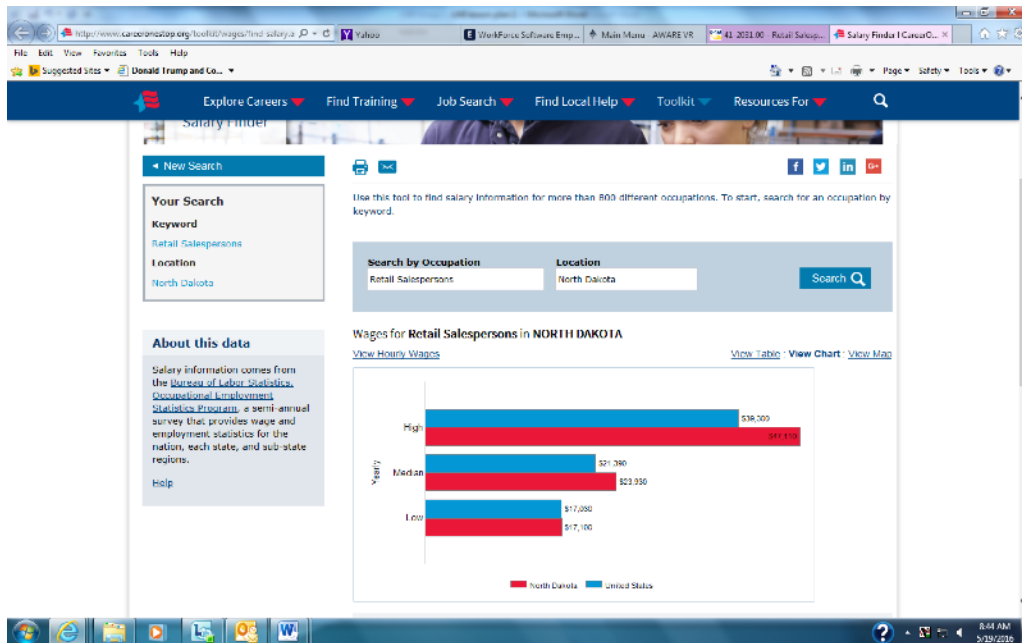 http://www.careeronestop.org/toolkit/wages/find-salary.a
Yahoo
WorkForce Software Emp...
Main Menu - AWARE VR
41-2031.00 - Retail Salesp...
Salary Finder | CareerO...
File Edit View Favorites Tools Help
Suggested Sites
Donald Trump and Co...
Page Safety Tools
Explore Careers Find Training Job Search Find Local Help Toolkit Resources For
Salary Finder
New Search
Your Search
Keyword
Retail Salespersons
Location
North Dakota
About this data
Salary information comes from
the Bureau of Labor Statistics,
Occupational Employment
Statistics Program, a semi-annual
survey that provides wage and
employment statistics for the
nation, each state, and sub-state
regions.
Help
f in G+
Use this tool to find salary information for more than 800 different occupations. To start, search for an occupation by
keyword.
Search by Occupation Location
Retail Salespersons North Dakota
Search
Wages for Retail Salespersons in NORTH DAKOTA
View Hourly Wages
View Table : View Chart : View Map
Yearly
High
$39,300
Median
$21,390
$23,930
Low
$17,030
$17,100
North Dakota United States
8:44 AM
5/19/2016